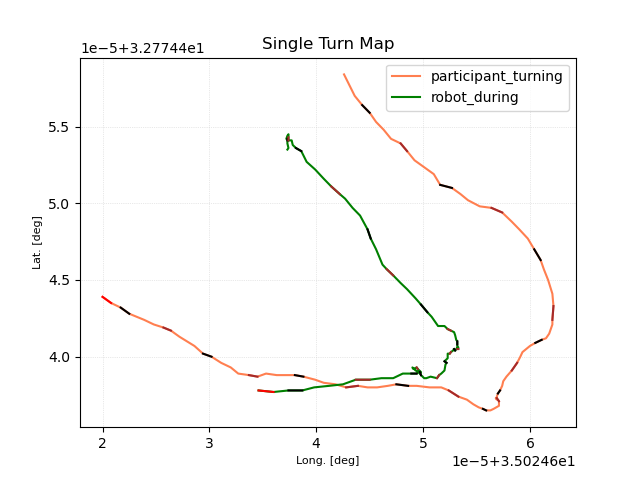 1e−5+3.27744e1
Single Turn Map
participant_turning
robot_during
5.5
5.0
4.5
4.0
Lat. [deg]
2 3 4 5 6
Long. [deg]
1e−5+3.50246e1